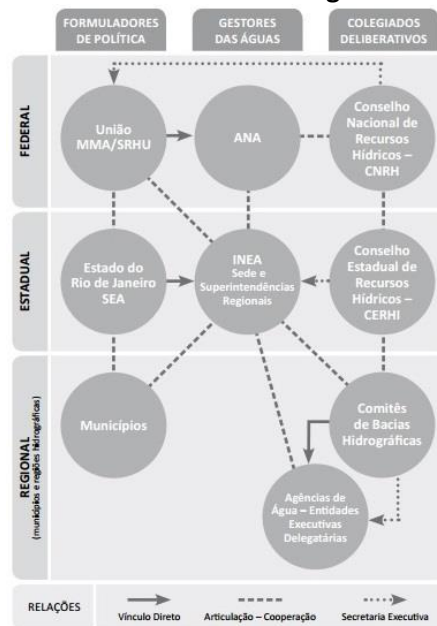 FORMULADORES
DE POLÍTICA
GESTORES
DAS ÁGUAS
COLEGIADOS
DELIBERATIVOS
FEDERAL
União
MMA/SRHU
ANA
Conselho
Nacional de
Recursos
Hídricos –
CNRH
ESTADUAL
Estado do
Rio de Janeiro
SEA
INEA
Sede e
Superintendências
Regionais
Conselho
Estadual de
Recursos
Hídricos –
CERHI
REGIONAL
(municípios e regiões hidrográficas)
Municípios
Comitês
de Bacias
Hidrográficas
Agências de
Água – Entidades
Executivas
Delegatárias
RELAÇÕES
Vínculo Direto
Articulação – Cooperação
Secretaria Executiva